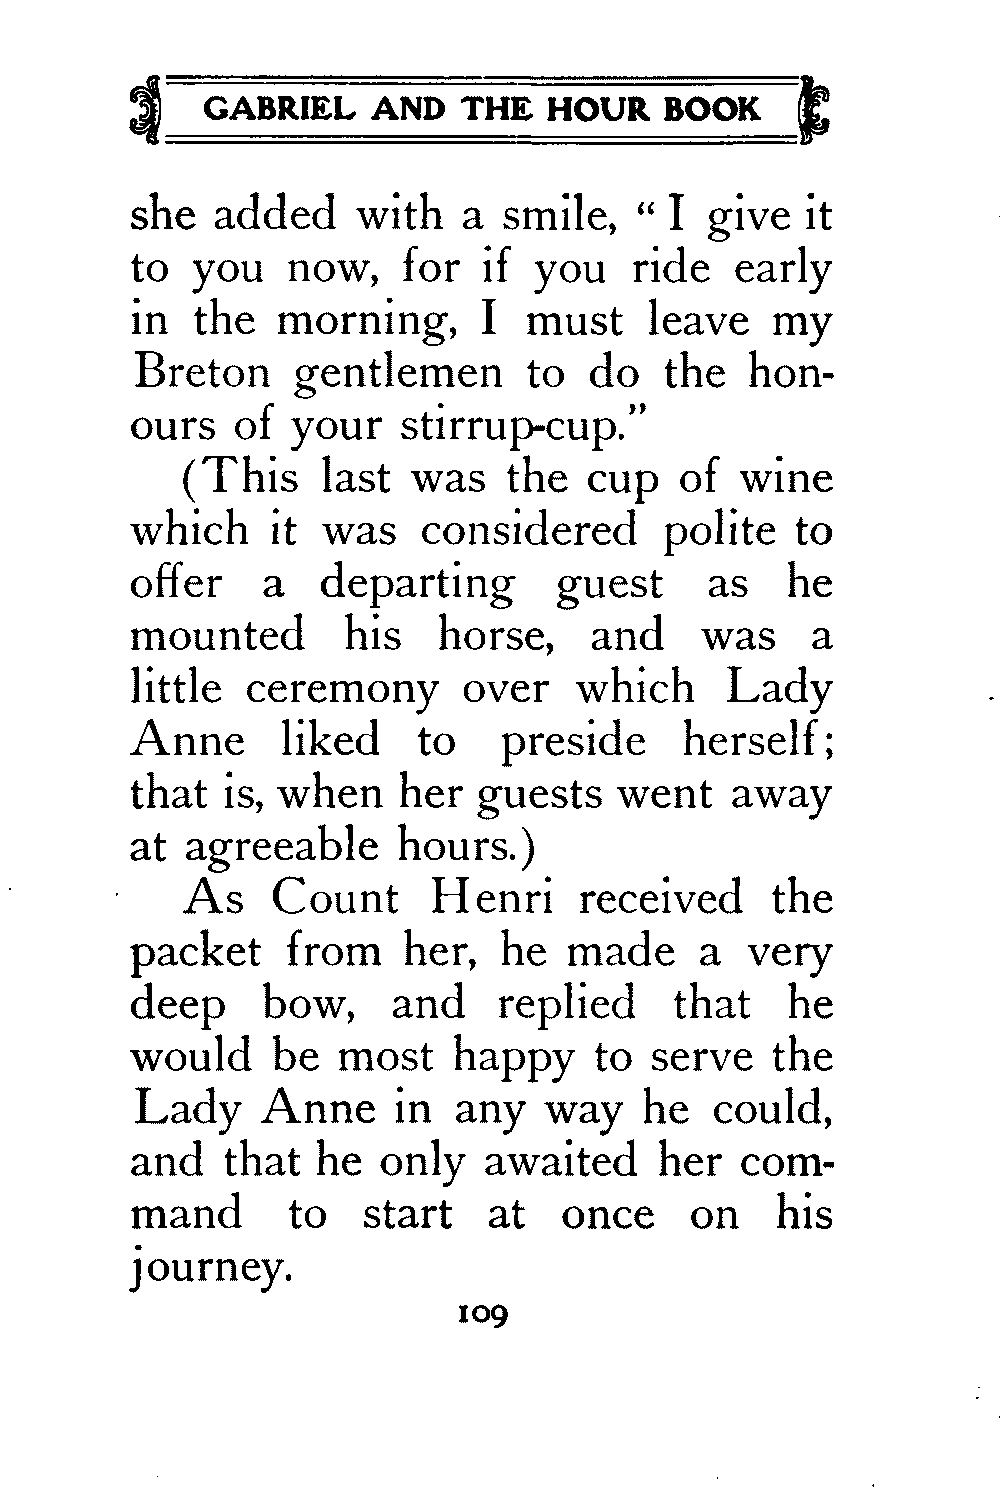 GABRIEL AND THE HOUR BOOK
she added with a smile, “ I give it
to you now, for if you ride early
in the morning, I must leave my
Breton gentlemen to do the hon-
ours of your stirrup-cup.”
(This last was the cup of wine
which it was considered polite to
offer a departing guest as he
mounted his horse, and was a
little ceremony over which Lady
Anne liked to preside herself;
that is, when her guests went away
at agreeable hours.)
As Count Henri received the
packet from her, he made a very
deep bow, and replied that he
would be most happy to serve the
Lady Anne in any way he could,
and that he only awaited her com-
mand to start at once on his
journey.
109